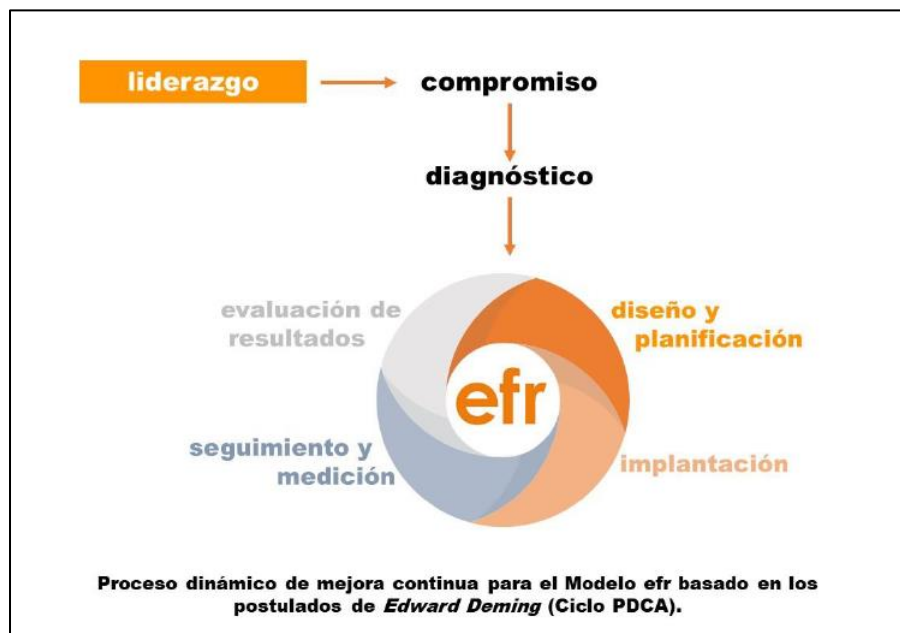 liderazgo
compromiso
diagnóstico
evaluación de
resultados
diseño y
planificación
efr
seguimiento y
medición
implantación
Proceso dinámico de mejora continua para el Modelo efr basado en los
postulados de Edward Deming (Ciclo PDCA).